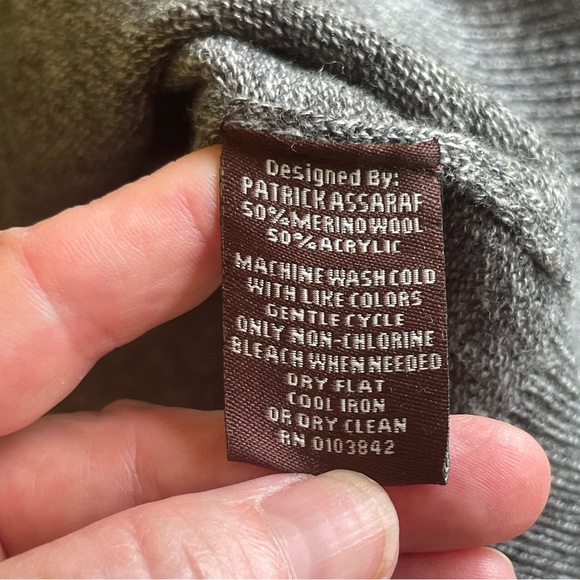 Designed By:
PATRICK ASSARAF
50% MERINO WOOL
50% ACRYLIC
MACHINE WASH COLD
WITH LIKE COLORS
GENTLE CYCLE
ONLY NON-CHLORINE
BLEACH WHEN NEEDED
DRY FLAT
COOL IRON
OR DRY CLEAN
RN 0103842